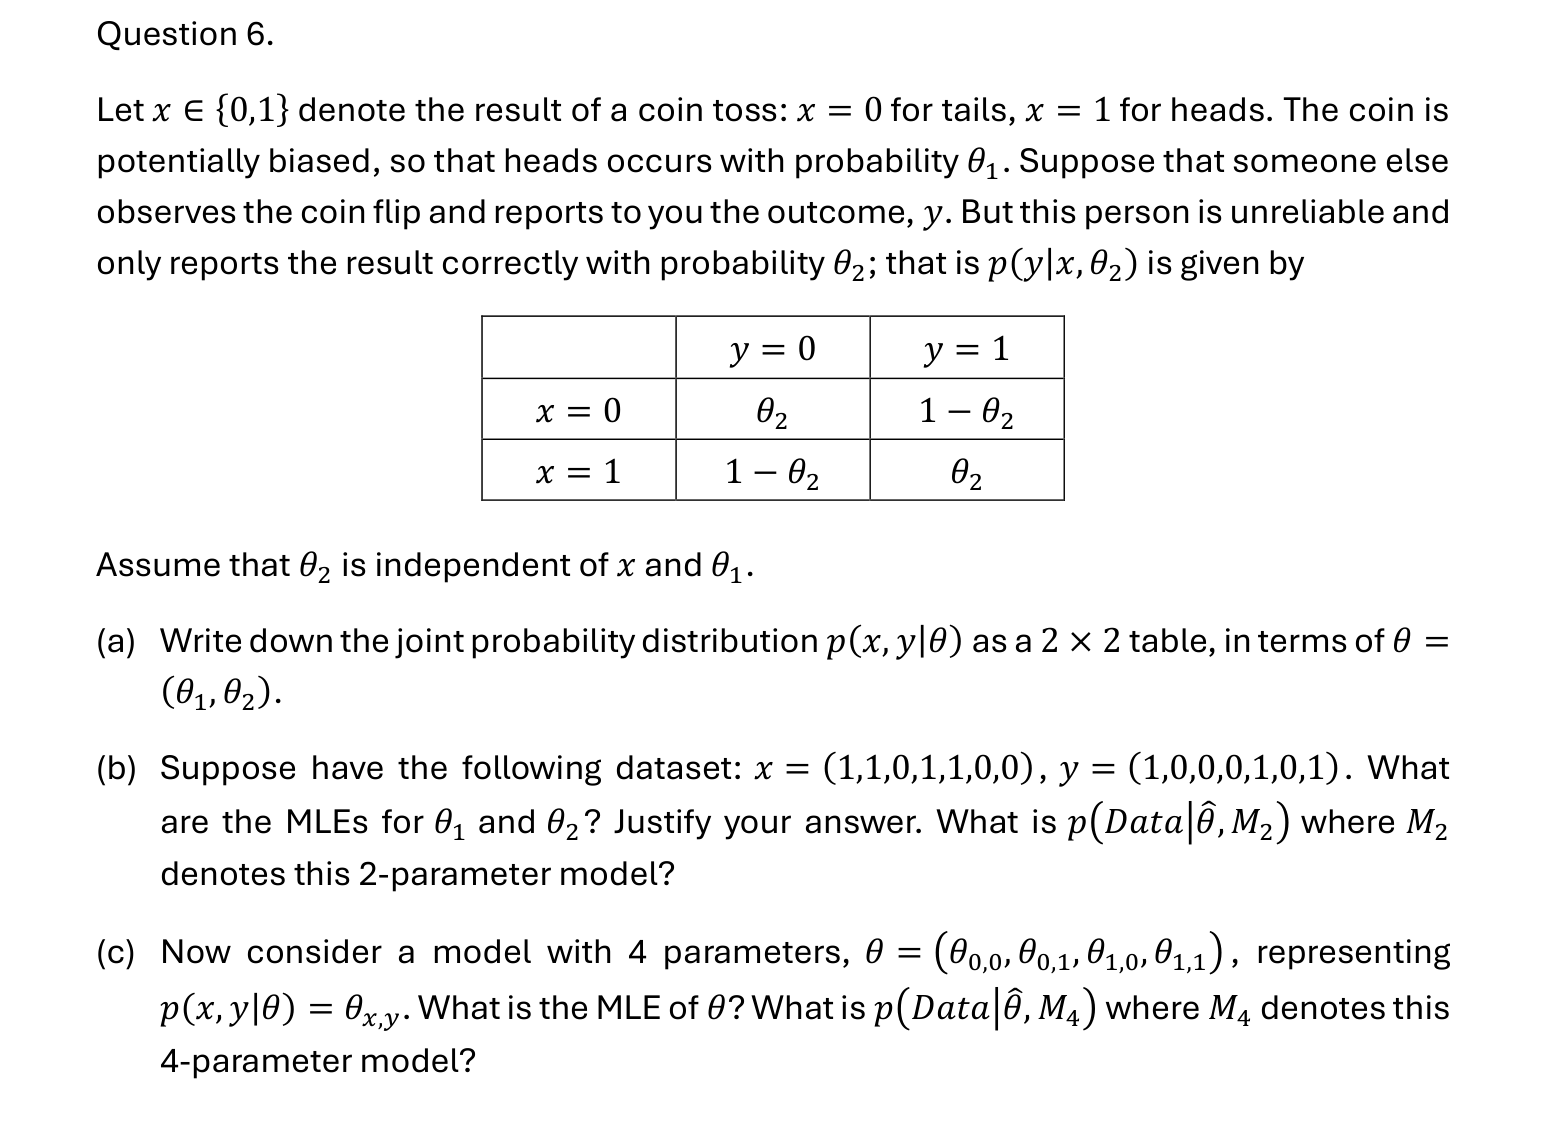 Question 6.
Let x ∈ {0,1} denote the result of a coin toss: x = 0 for tails, x = 1 for heads. The coin is
potentially biased, so that heads occurs with probability θ₁. Suppose that someone else
observes the coin flip and reports to you the outcome, y. But this person is unreliable and
only reports the result correctly with probability θ₂; that is p(y|x, θ₂) is given by
y = 0 y = 1
x = 0 θ₂ 1 − θ₂
x = 1 1 − θ₂ θ₂
Assume that θ₂ is independent of x and θ₁.
(a) Write down the joint probability distribution p(x, y|θ) as a 2 × 2 table, in terms of θ =
(θ₁, θ₂).
(b) Suppose have the following dataset: x = (1,1,0,1,1,0,0), y = (1,0,0,0,1,0,1). What
are the MLEs for θ₁ and θ₂? Justify your answer. What is p(Data|θ̂, M₂) where M₂
denotes this 2-parameter model?
(c) Now consider a model with 4 parameters, θ = (θ₀,₀, θ₀,₁, θ₁,₀, θ₁,₁), representing
p(x, y|θ) = θₓ,ᵧ. What is the MLE of θ? What is p(Data|θ̂, M₄) where M₄ denotes this
4-parameter model?